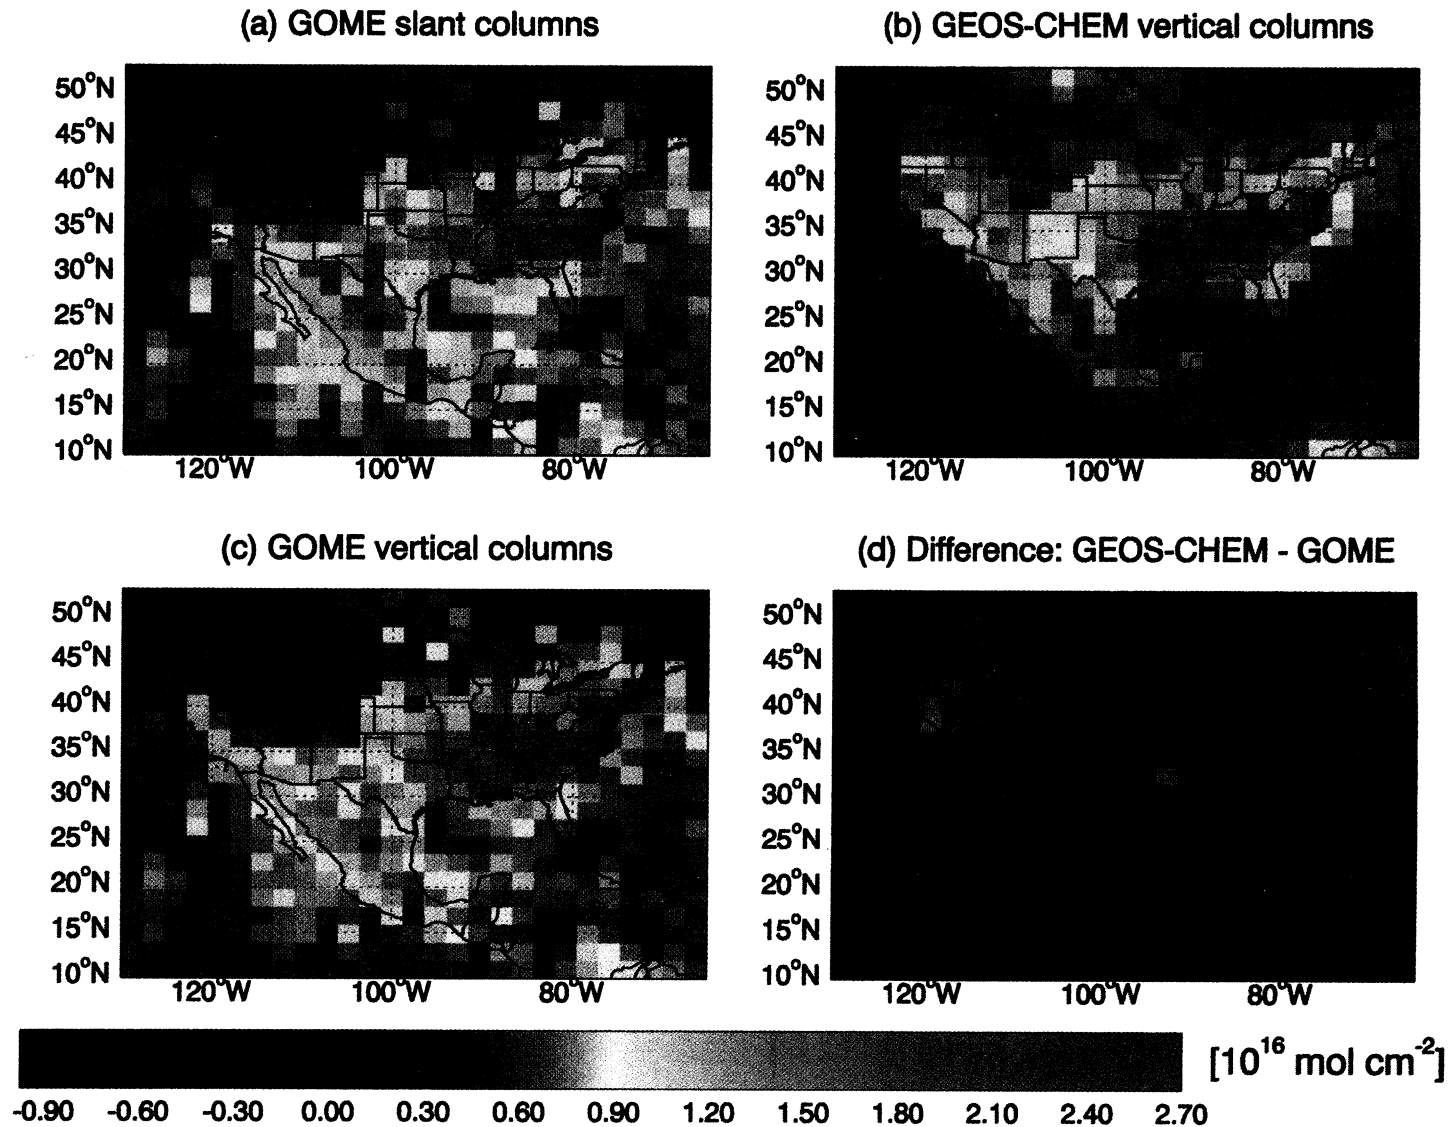 (a) GOME slant columns
(b) GEOS-CHEM vertical columns
50°N
45°N
40°N
35°N
30°N
25°N
20°N
15°N
10°N
120°W 100°W 80°W
50°N
45°N
40°N
35°N
30°N
25°N
20°N
15°N
10°N
120°W 100°W 80°W
(c) GOME vertical columns
(d) Difference: GEOS-CHEM - GOME
50°N
45°N
40°N
35°N
30°N
25°N
20°N
15°N
10°N
120°W 100°W 80°W
50°N
45°N
40°N
35°N
30°N
25°N
20°N
15°N
10°N
120°W 100°W 80°W
[10¹⁶ mol cm⁻²]
-0.90 -0.60 -0.30 0.00 0.30 0.60 0.90 1.20 1.50 1.80 2.10 2.40 2.70